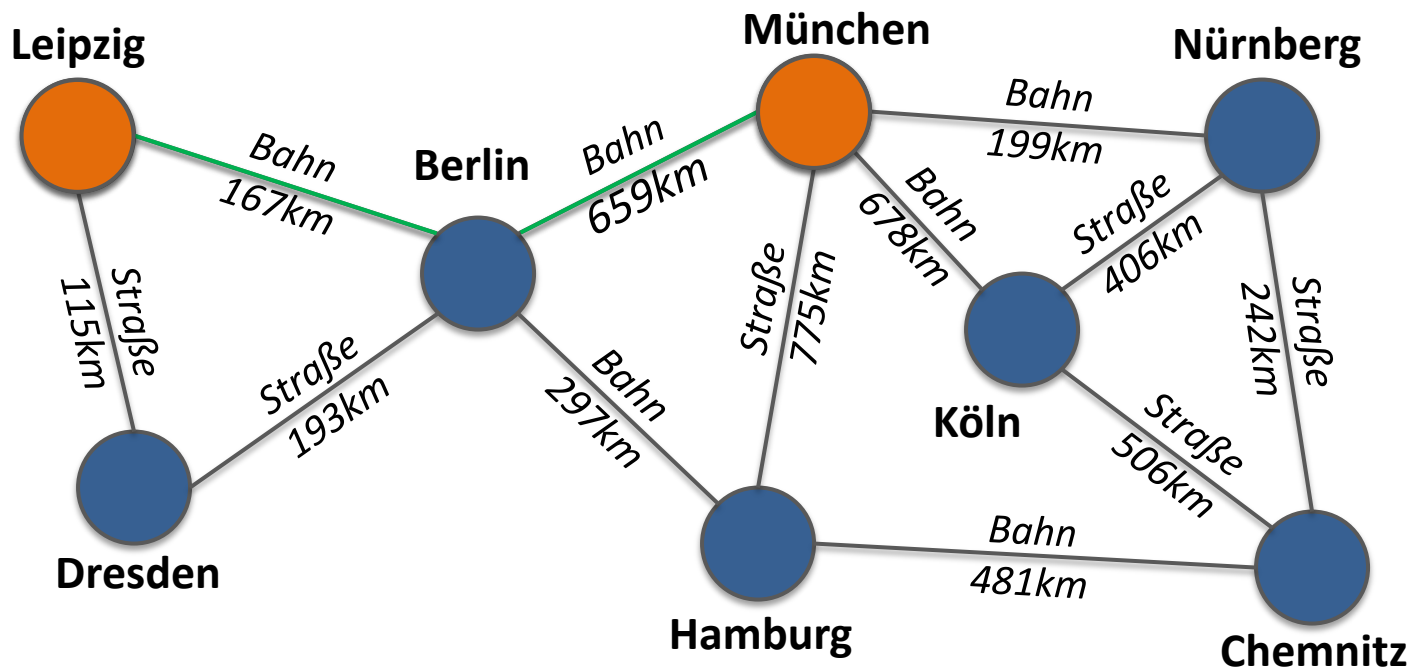 Leipzig
München
Nürnberg
Bahn
167km
Berlin
Bahn
659km
Bahn
199km
Bahn
678km
Straße
406km
Straße
115km
Straße
775km
Straße
242km
Straße
193km
Bahn
297km
Köln
Straße
506km
Bahn
481km
Dresden
Hamburg
Chemnitz